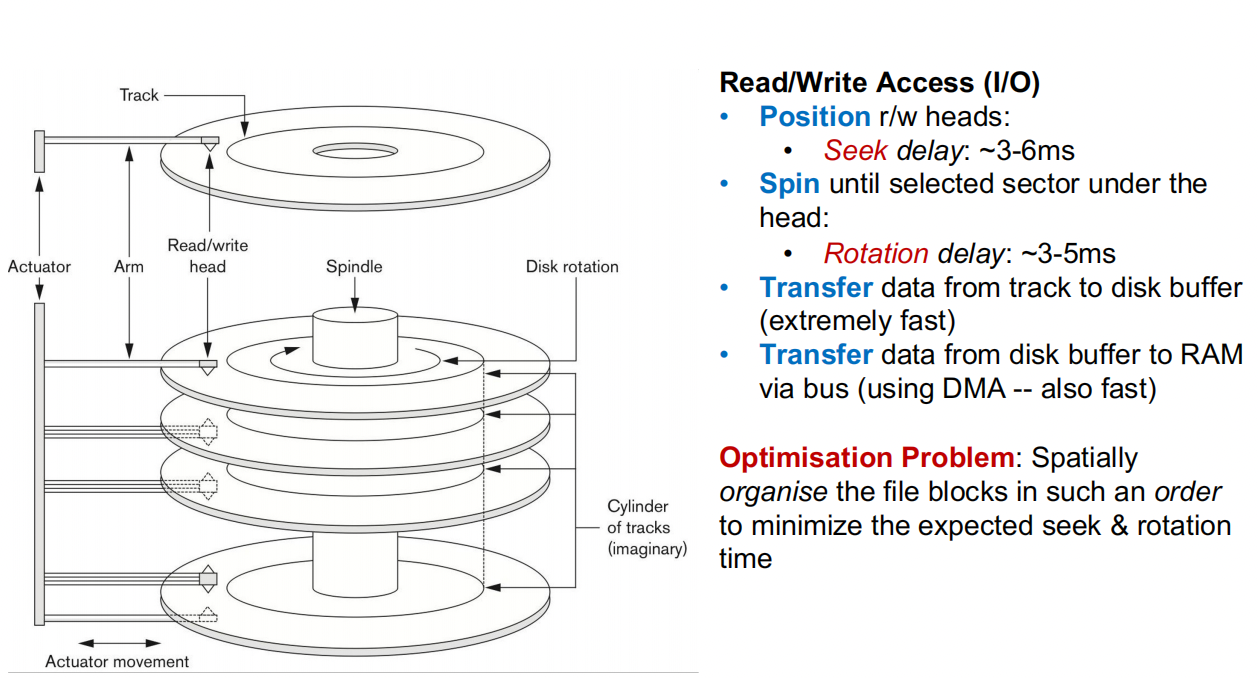 Track
Read/write
head
Actuator
Arm
Spindle
Disk rotation
Cylinder
of tracks
(imaginary)
Actuator movement
Read/Write Access (I/O)
• Position r/w heads:
• Seek delay: ~3-6ms
• Spin until selected sector under the
head:
• Rotation delay: ~3-5ms
• Transfer data from track to disk buffer
(extremely fast)
• Transfer data from disk buffer to RAM
via bus (using DMA -- also fast)
Optimisation Problem: Spatially
organise the file blocks in such an order
to minimize the expected seek & rotation
time